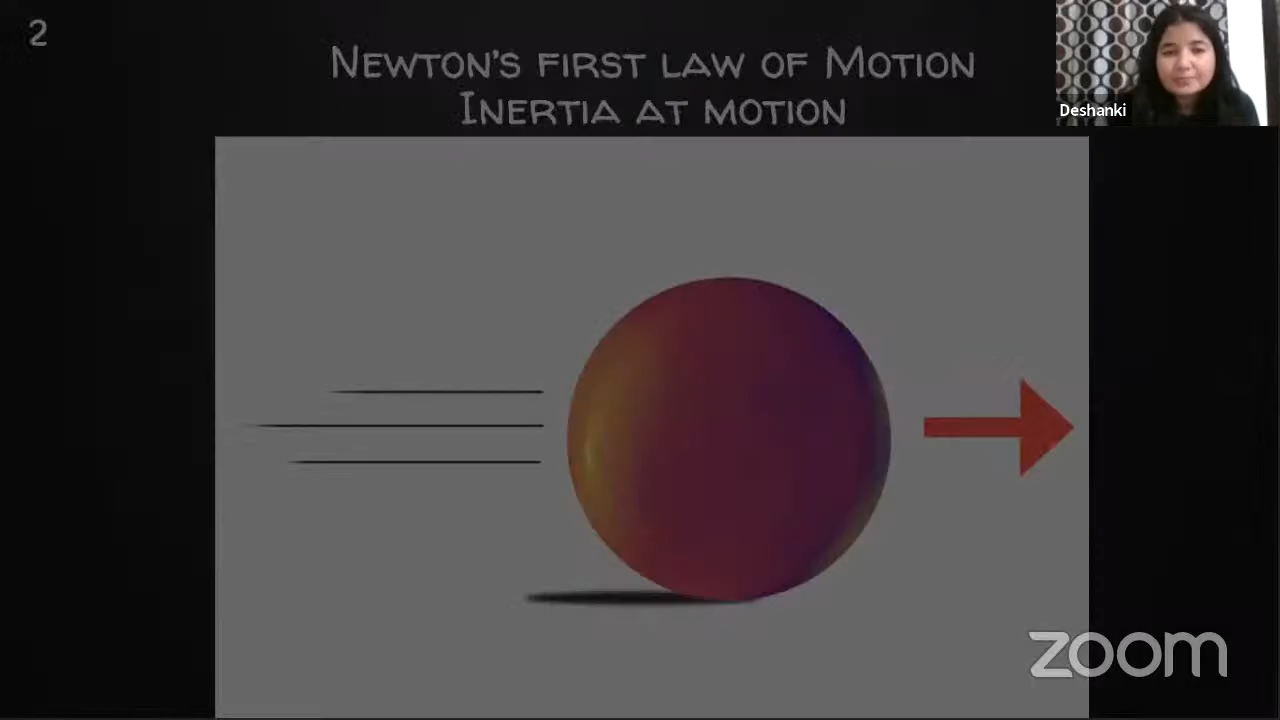 2
NEWTON'S FIRST LAW OF MOTION
INERTIA AT MOTION
Deshanki
zoom